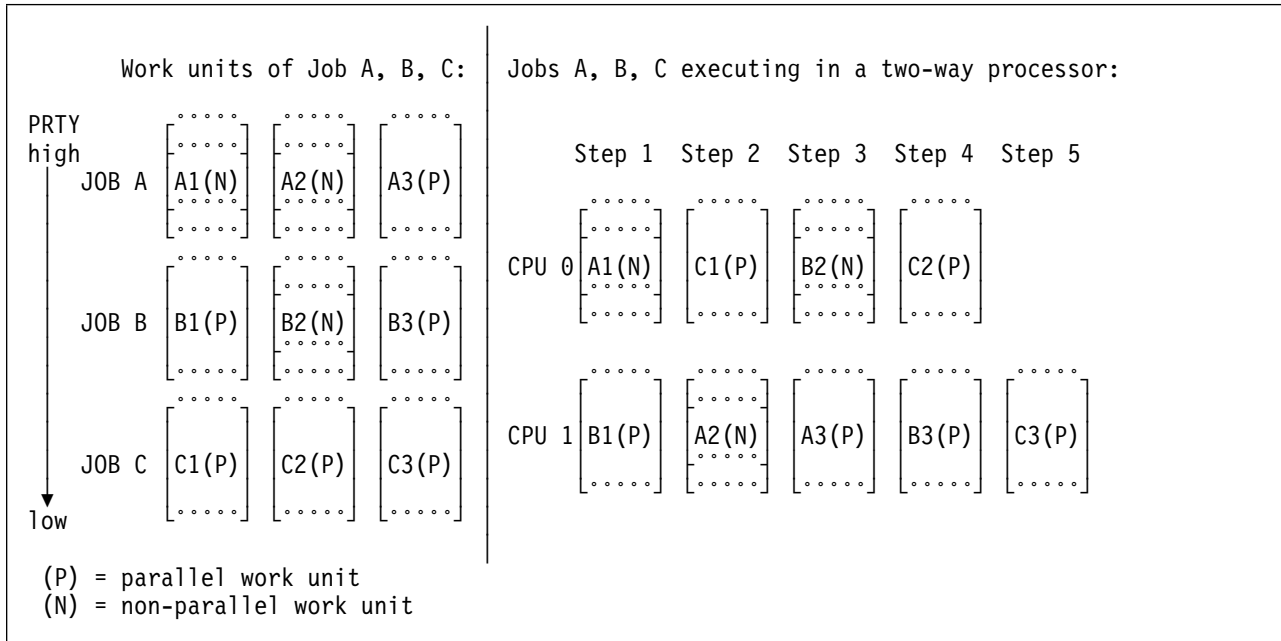 Work units of Job A, B, C: Jobs A, B, C executing in a two-way processor:
PRTY
high Step 1 Step 2 Step 3 Step 4 Step 5
JOB A A1(N) A2(N) A3(P)
CPU 0 A1(N) C1(P) B2(N) C2(P)
JOB B B1(P) B2(N) B3(P)
CPU 1 B1(P) A2(N) A3(P) B3(P) C3(P)
JOB C C1(P) C2(P) C3(P)
low
(P) = parallel work unit
(N) = non-parallel work unit